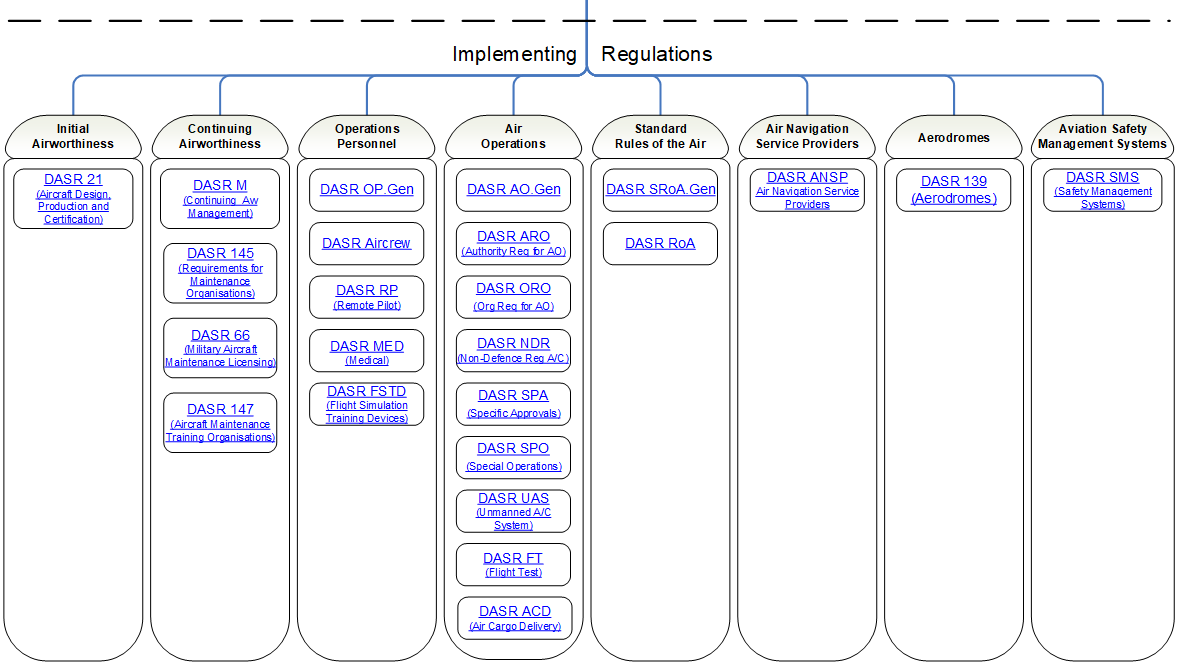 Implementing Regulations
Initial
Airworthiness
DASR 21
(Aircraft Design,
Production and
Certification)
Continuing
Airworthiness
DASR M
(Continuing Aw
Management)
DASR 145
(Requirements for
Maintenance
Organisations)
DASR 66
(Military Aircraft
Maintenance Licensing)
DASR 147
(Aircraft Maintenance
Training Organisations)
Operations
Personnel
DASR OP.Gen
DASR Aircrew
DASR RP
(Remote Pilot)
DASR MED
(Medical)
DASR FSTD
(Flight Simulation
Training Devices)
Air
Operations
DASR AO.Gen
DASR ARO
(Authority Req for AO)
DASR ORO
(Org Req for AO)
DASR NDR
(Non-Defence Reg A/C)
DASR SPA
(Specific Approvals)
DASR SPO
(Special Operations)
DASR UAS
(Unmanned A/C
System)
DASR FT
(Flight Test)
DASR ACD
(Air Cargo Delivery)
Standard
Rules of the Air
DASR SRoA.Gen
DASR RoA
Air Navigation
Service Providers
DASR ANSP
Air Navigation Service
Providers
Aerodromes
DASR 139
(Aerodromes)
Aviation Safety
Management Systems
DASR SMS
(Safety Management
Systems)